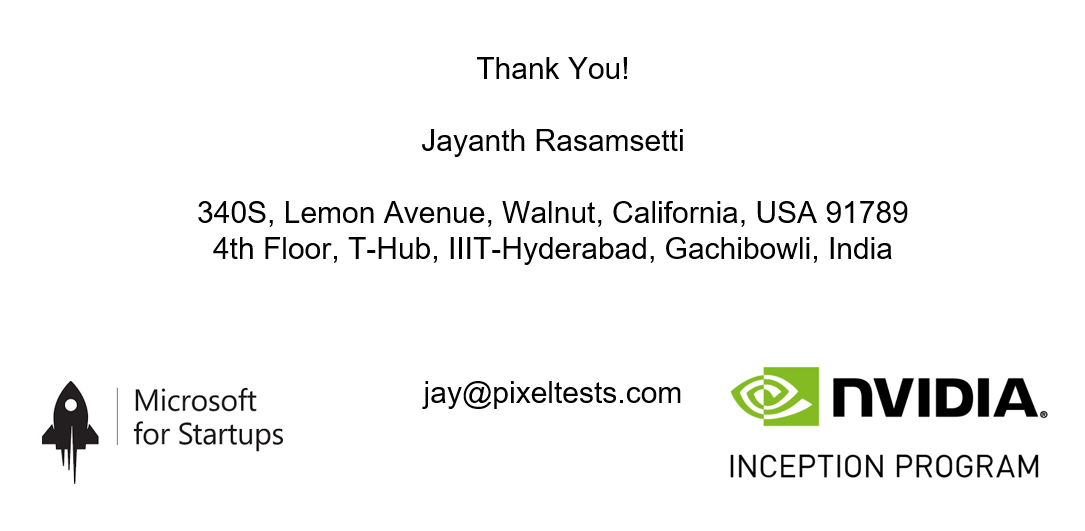 Thank You!
Jayanth Rasamsetti
340S, Lemon Avenue, Walnut, California, USA 91789
4th Floor, T-Hub, IIIT-Hyderabad, Gachibowli, India
jay@pixeltests.com
Microsoft
for Startups
NVIDIA®
INCEPTION PROGRAM